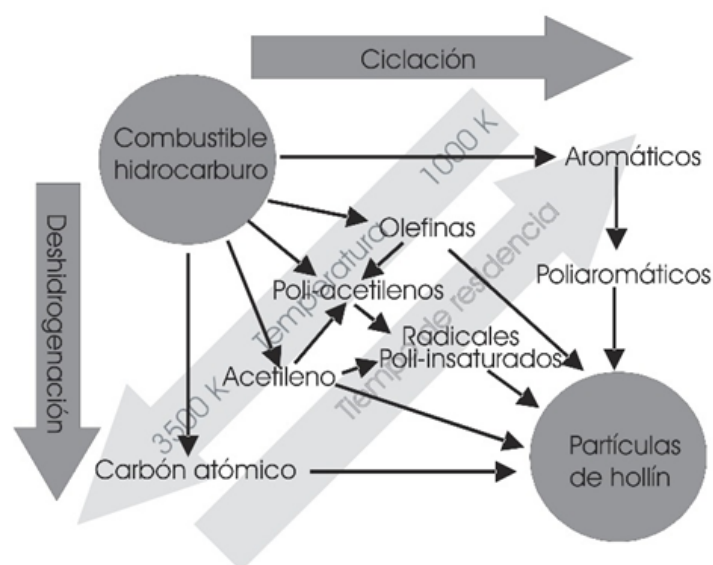 Ciclación
Combustible
hidrocarburo
1000 K
Aromáticos
Deshidrogenación
Olefinas
Temperatura
Tiempo de residencia
Poliaromáticos
Poli-acetilenos
Radicales
Poli-insaturados
Acetileno
3500 K
Carbón atómico
Partículas
de hollín